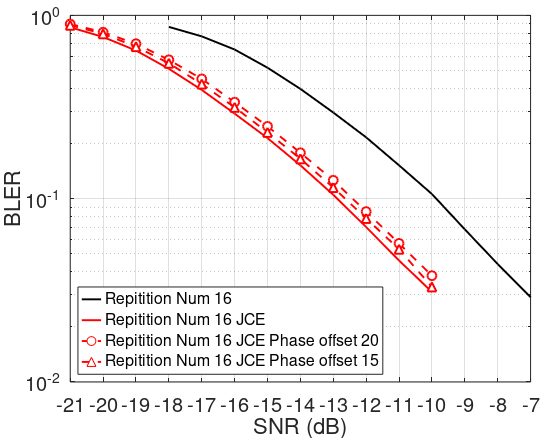 10^0
10^-1
10^-2
BLER
Repitition Num 16
Repitition Num 16 JCE
Repitition Num 16 JCE Phase offset 20
Repitition Num 16 JCE Phase offset 15
-21 -20 -19 -18 -17 -16 -15 -14 -13 -12 -11 -10 -9 -8 -7
SNR (dB)